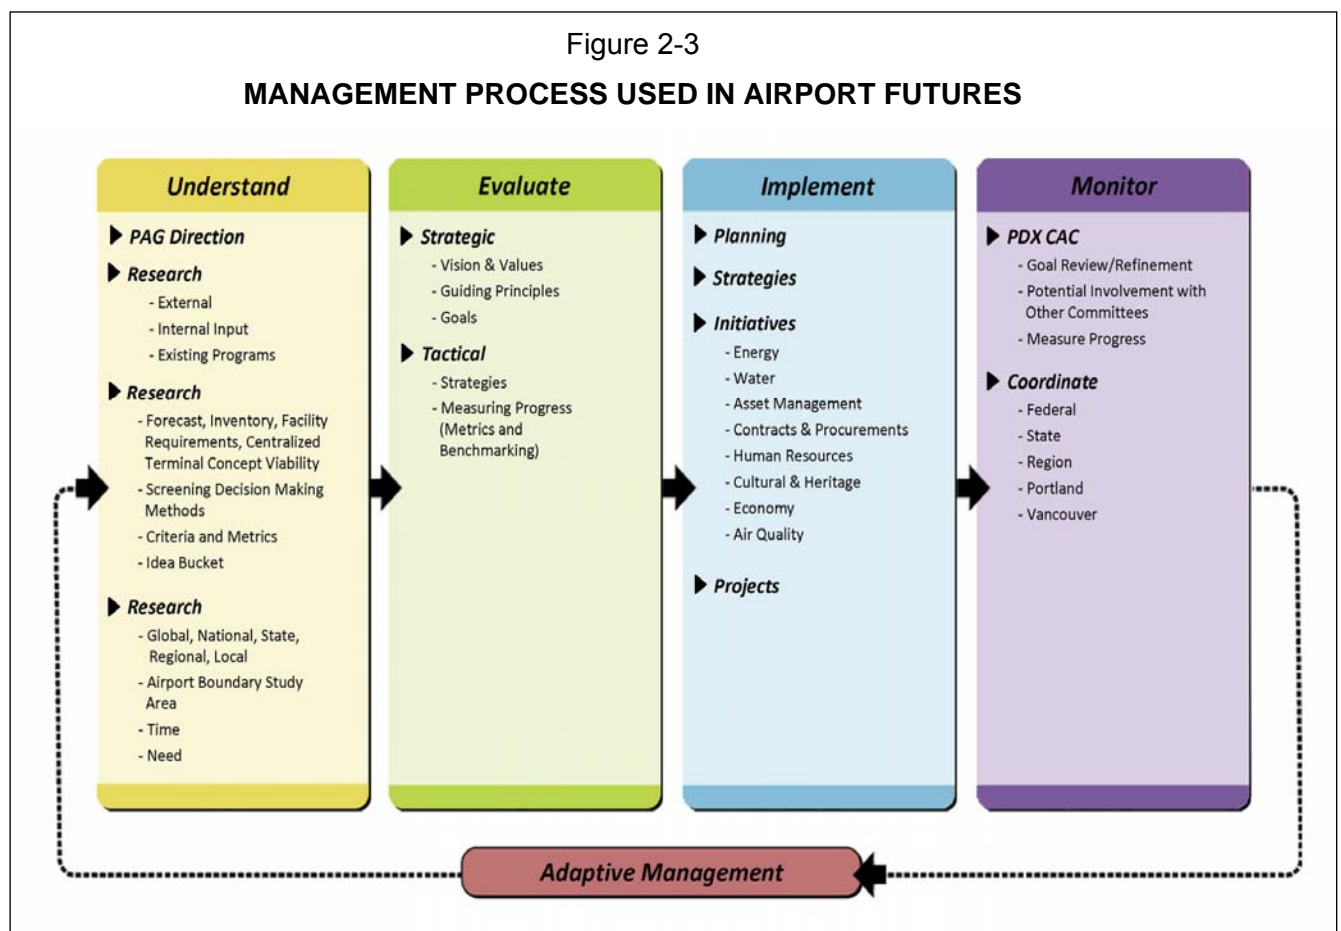 Figure 2-3
MANAGEMENT PROCESS USED IN AIRPORT FUTURES
Understand
PAG Direction
Research
- External
- Internal Input
- Existing Programs
Research
- Forecast, Inventory, Facility
Requirements, Centralized
Terminal Concept Viability
- Screening Decision Making
Methods
- Criteria and Metrics
- Idea Bucket
Research
- Global, National, State,
Regional, Local
- Airport Boundary Study
Area
- Time
- Need
Evaluate
Strategic
- Vision & Values
- Guiding Principles
- Goals
Tactical
- Strategies
- Measuring Progress
(Metrics and
Benchmarking)
Implement
Planning
Strategies
Initiatives
- Energy
- Water
- Asset Management
- Contracts & Procurements
- Human Resources
- Cultural & Heritage
- Economy
- Air Quality
Projects
Monitor
PDX CAC
- Goal Review/Refinement
- Potential Involvement with
Other Committees
- Measure Progress
Coordinate
- Federal
- State
- Region
- Portland
- Vancouver
Adaptive Management